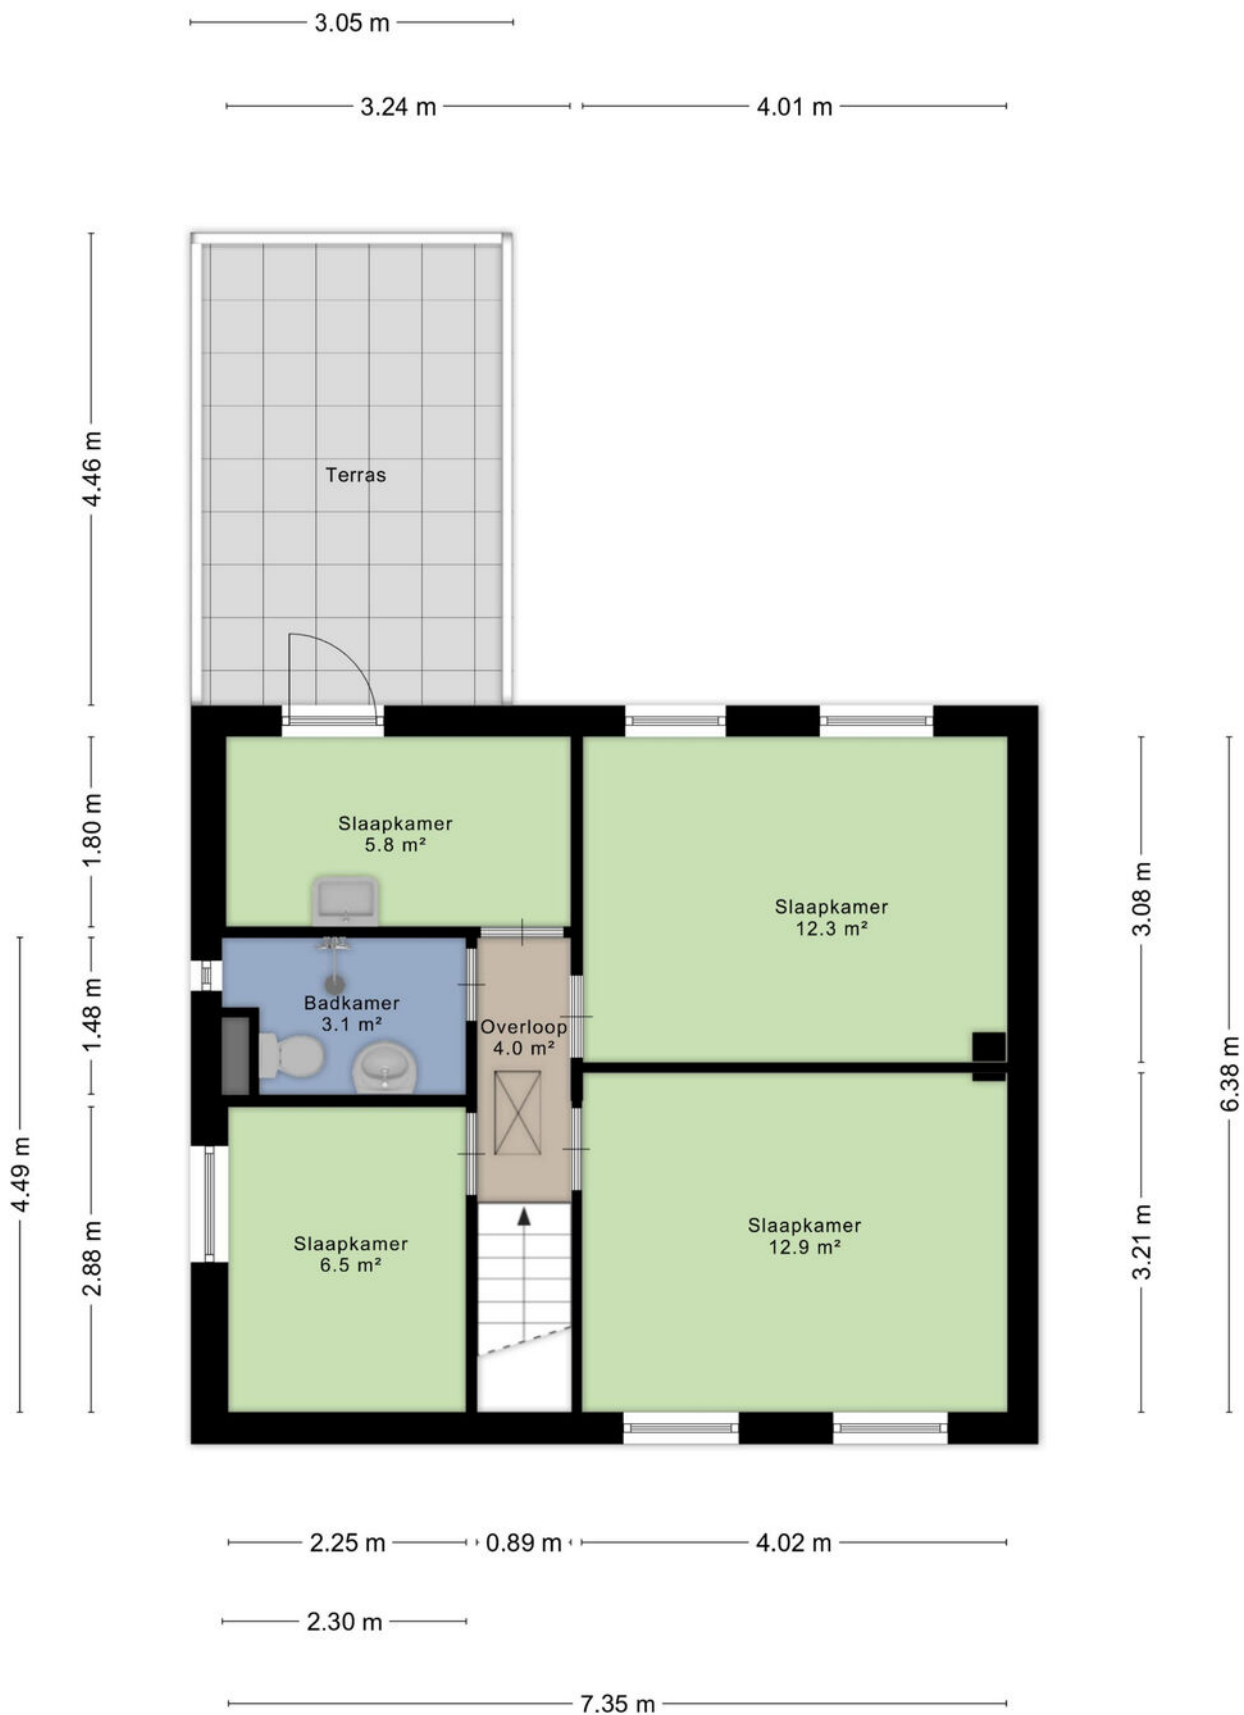 3.05 m
3.24 m
4.01 m
4.46 m
Terras
1.80 m
Slaapkamer
5.8 m²
3.08 m
Slaapkamer
12.3 m²
6.38 m
1.48 m
Badkamer
3.1 m²
Overloop
4.0 m²
4.49 m
2.88 m
Slaapkamer
6.5 m²
Slaapkamer
12.9 m²
3.21 m
2.25 m
0.89 m
4.02 m
2.30 m
7.35 m